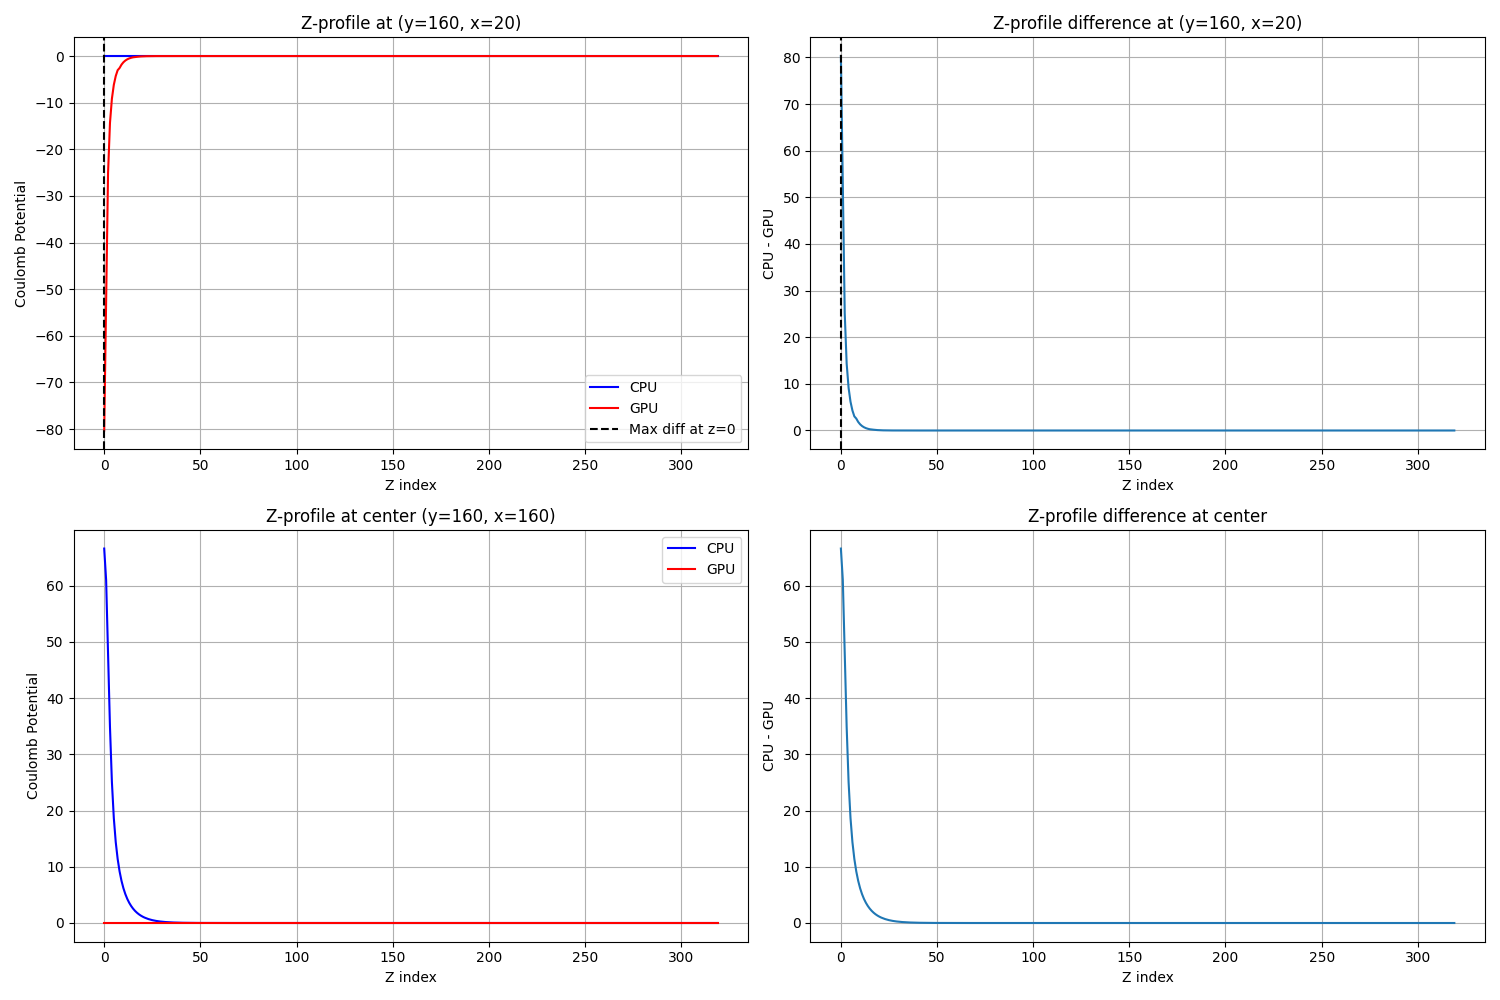 Z-profile at (y=160, x=20)
Coulomb Potential
0
−10
−20
−30
−40
−50
−60
−70
−80
CPU
GPU
Max diff at z=0
0 50 100 150 200 250 300
Z index
Z-profile difference at (y=160, x=20)
CPU - GPU
80
70
60
50
40
30
20
10
0
0 50 100 150 200 250 300
Z index
Z-profile at center (y=160, x=160)
Coulomb Potential
60
50
40
30
20
10
0
CPU
GPU
0 50 100 150 200 250 300
Z index
Z-profile difference at center
CPU - GPU
60
50
40
30
20
10
0
0 50 100 150 200 250 300
Z index